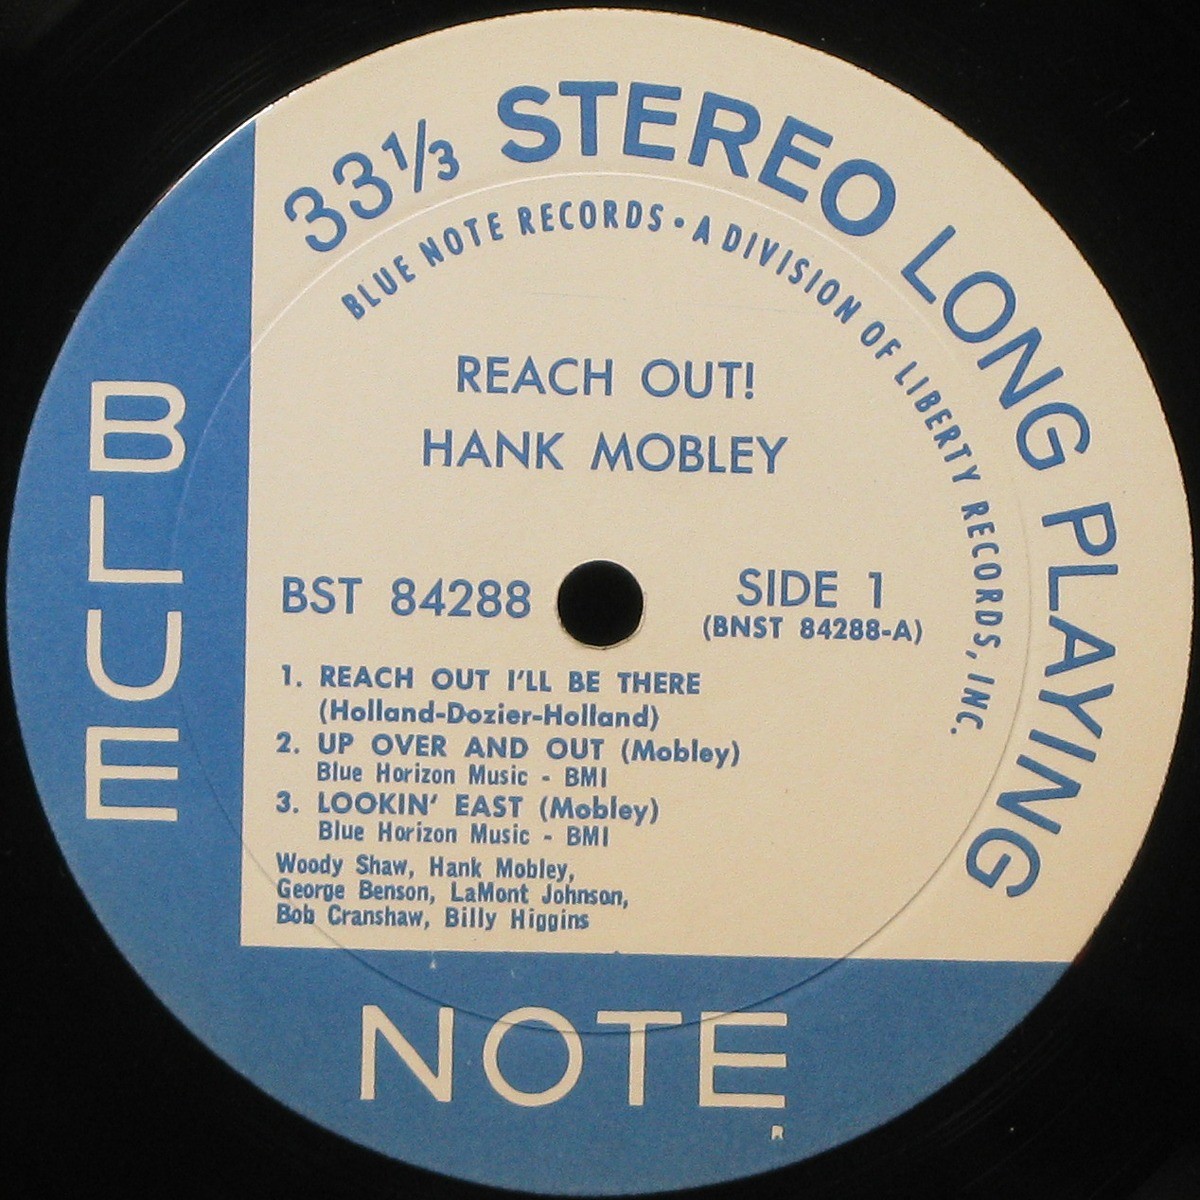 33⅓ STEREO LONG PLAYING
BLUE NOTE RECORDS • A DIVISION OF LIBERTY RECORDS, INC.
REACH OUT!
HANK MOBLEY
BST 84288
SIDE 1
(BNST 84288-A)
1. REACH OUT I'LL BE THERE
(Holland-Dozier-Holland)
2. UP OVER AND OUT (Mobley)
Blue Horizon Music - BMI
3. LOOKIN' EAST (Mobley)
Blue Horizon Music - BMI
Woody Shaw, Hank Mobley,
George Benson, LaMont Johnson,
Bob Cranshaw, Billy Higgins
BLUE
NOTE
R